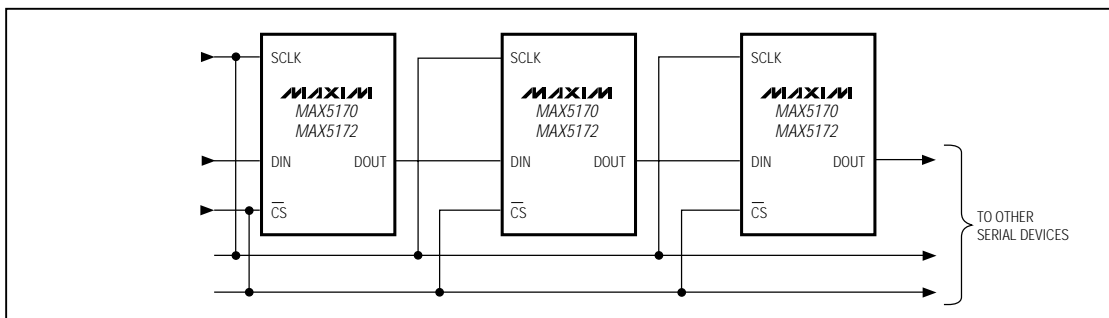 SCLK
MAXIM
MAX5170
MAX5172
DIN DOUT
CS
SCLK
MAXIM
MAX5170
MAX5172
DIN DOUT
CS
SCLK
MAXIM
MAX5170
MAX5172
DIN DOUT
CS
TO OTHER
SERIAL DEVICES